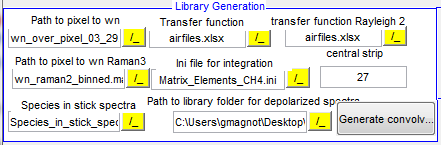 Library Generation
Path to pixel to wn
Transfer function
transfer function Rayleigh 2
wn_over_pixel_03_29
/_
airfiles.xlsx
/_
airfiles.xlsx
/_
Path to pixel to wn Raman3
Ini file for integration
central strip
wn_raman2_binned.ma
/_
Matrix_Elements_CH4.ini
/_
27
Species in stick spectra
Path to library folder for depolarized spectra
Species_in_stick_spec
/_
C:\Users\gmagnot\Desktop\
/_
Generate convolv...